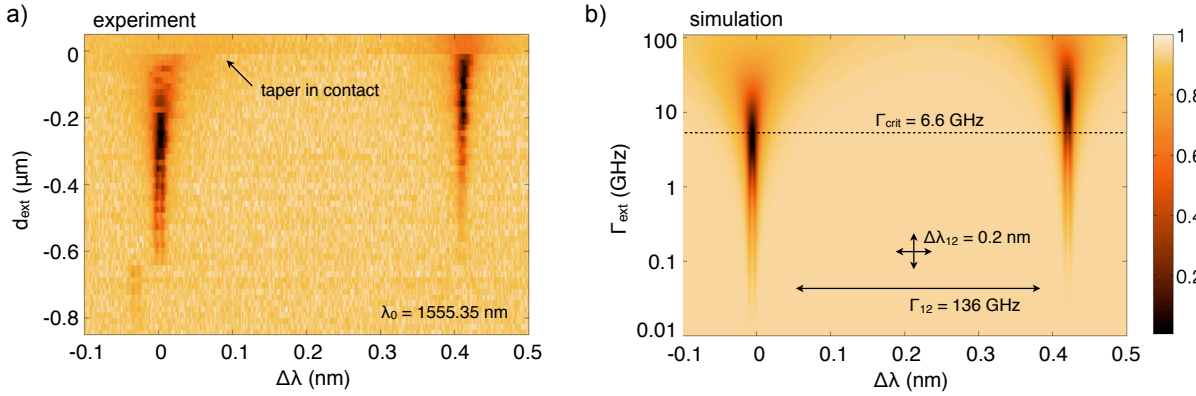 a)
experiment
0
-0.2
-0.4
-0.6
-0.8
d_ext (μm)
taper in contact
λ₀ = 1555.35 nm
-0.1 0 0.1 0.2 0.3 0.4 0.5
Δλ (nm)
b)
simulation
100
10
1
0.1
0.01
Γ_ext (GHz)
Γ_crit = 6.6 GHz
Δλ₁₂ = 0.2 nm
Γ₁₂ = 136 GHz
-0.1 0 0.1 0.2 0.3 0.4 0.5
Δλ (nm)
1
0.8
0.6
0.4
0.2